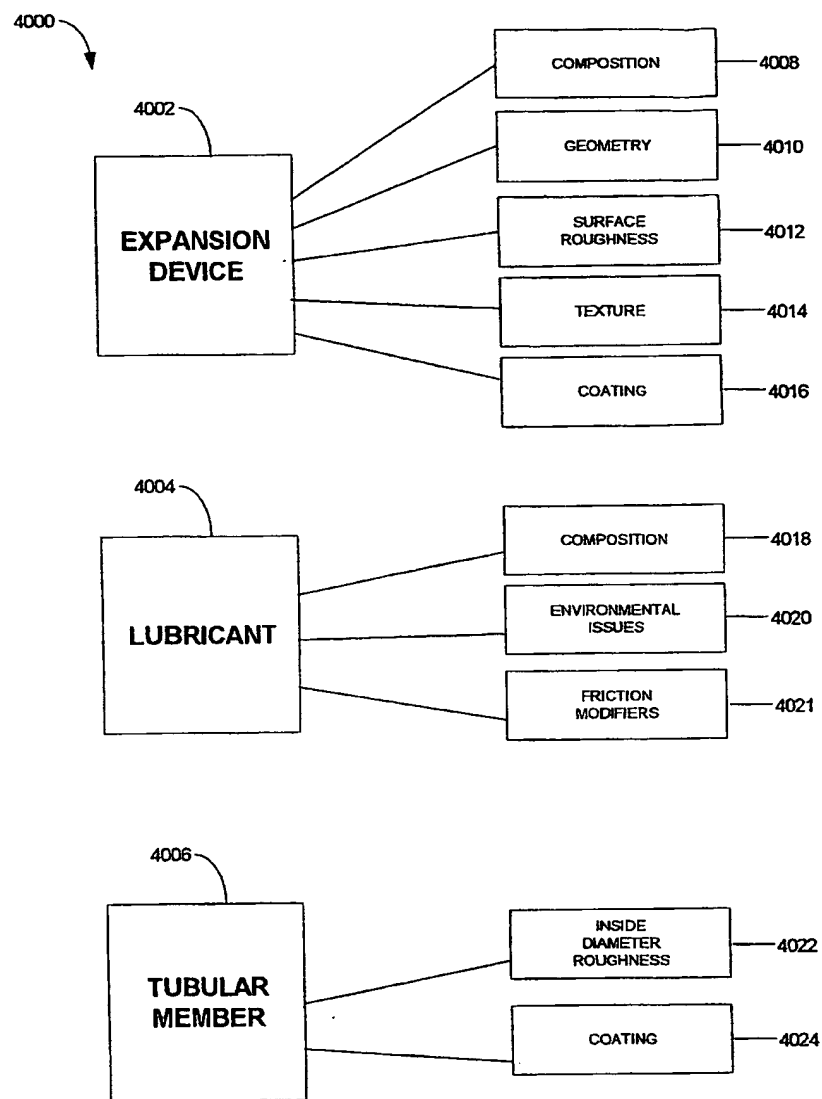 4000
COMPOSITION
4008
4002
GEOMETRY
4010
EXPANSION
DEVICE
SURFACE
ROUGHNESS
4012
TEXTURE
4014
COATING
4016
4004
COMPOSITION
4018
LUBRICANT
ENVIRONMENTAL
ISSUES
4020
FRICTION
MODIFIERS
4021
4006
INSIDE
DIAMETER
ROUGHNESS
4022
TUBULAR
MEMBER
COATING
4024